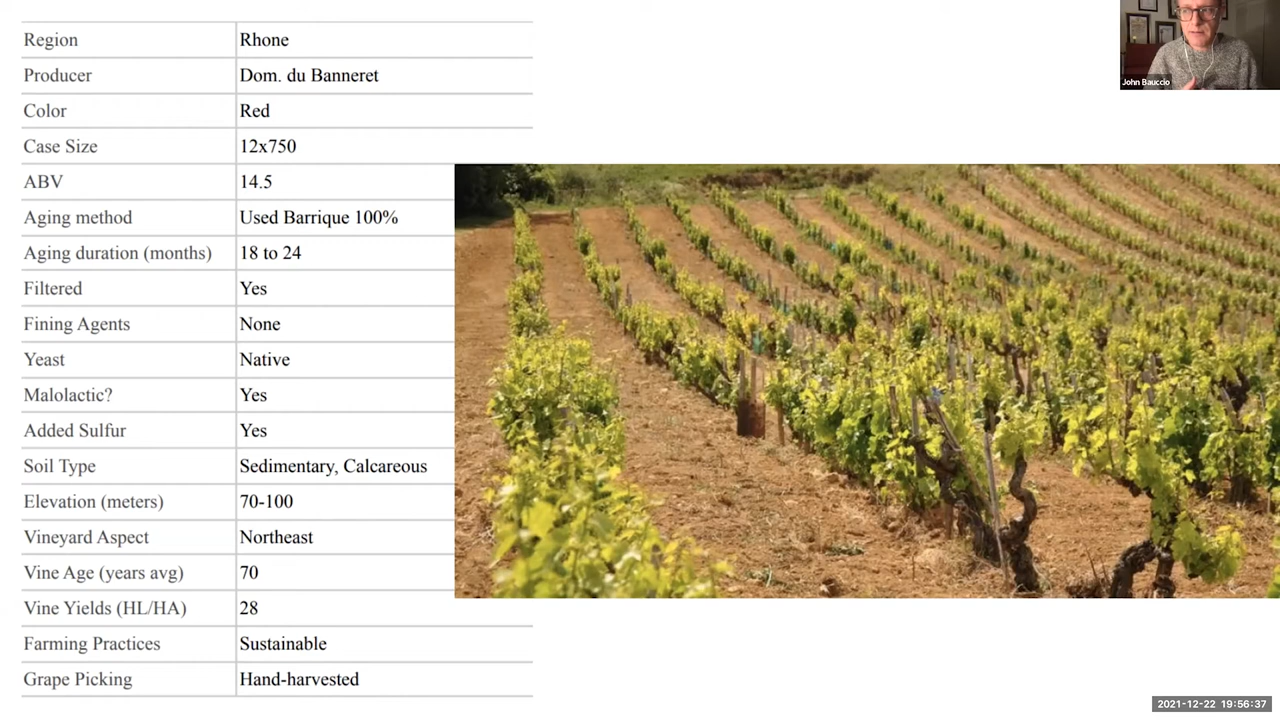 Region Rhone
Producer Dom. du Banneret
Color Red
Case Size 12x750
ABV 14.5
Aging method Used Barrique 100%
Aging duration (months) 18 to 24
Filtered Yes
Fining Agents None
Yeast Native
Malolactic? Yes
Added Sulfur Yes
Soil Type Sedimentary, Calcareous
Elevation (meters) 70-100
Vineyard Aspect Northeast
Vine Age (years avg) 70
Vine Yields (HL/HA) 28
Farming Practices Sustainable
Grape Picking Hand-harvested
John Bauccio
2021-12-22 19:56:37